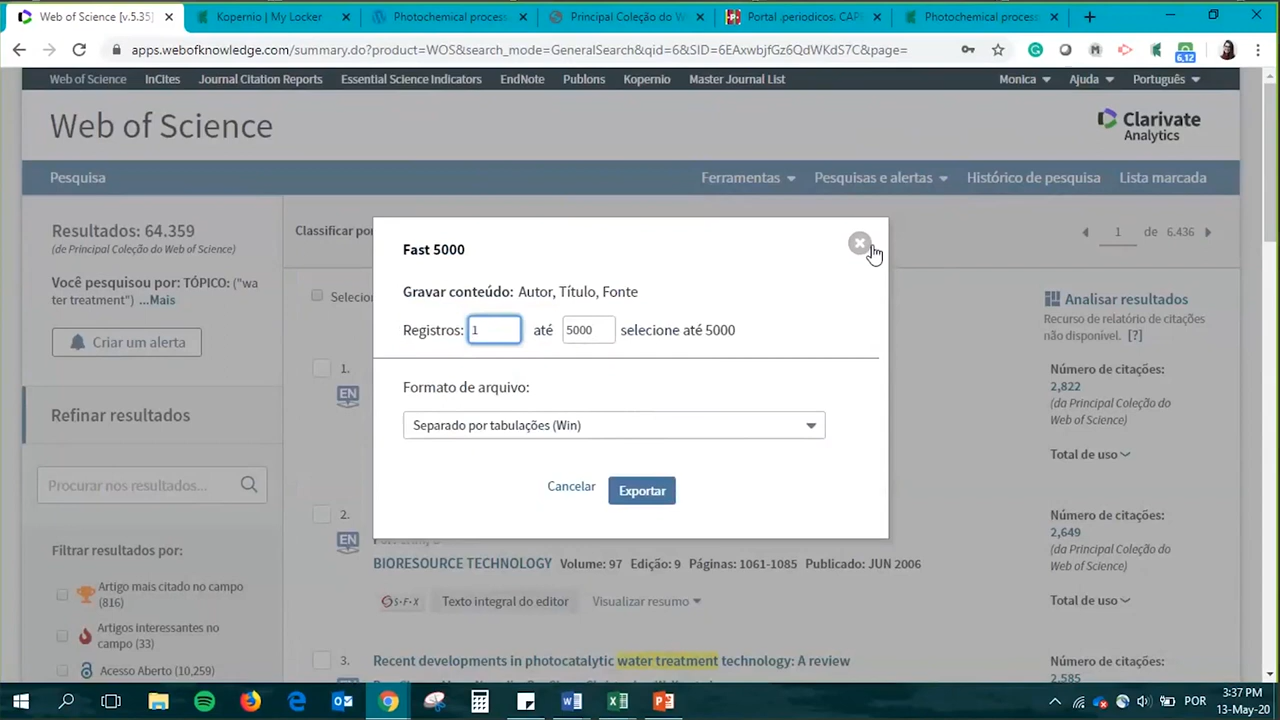 Web of Science [v.5.35]
Kopernio | My Locker
Photochemical process
Principal Coleção do W
Portal .periodicos. CAPE
Photochemical process
apps.webofknowledge.com/summary.do?product=WOS&search_mode=GeneralSearch&qid=6&SID=6EAxwbjfGz6QdWKdS7C&page=
6,12
Web of Science InCites Journal Citation Reports Essential Science Indicators EndNote Publons Kopernio Master Journal List Monica Ajuda Português
Web of Science
Clarivate
Analytics
Pesquisa Ferramentas Pesquisas e alertas Histórico de pesquisa Lista marcada
Resultados: 64.359
(de Principal Coleção do Web of Science)
Você pesquisou por: TÓPICO: ("wa
ter treatment") ...Mais
Criar um alerta
Refinar resultados
Procurar nos resultados...
Filtrar resultados por:
Artigo mais citado no campo
(816)
Artigos interessantes no
campo (33)
Acesso Aberto (10,259)
Classificar por
1 de 6.436
Selecion
Fast 5000
Gravar conteúdo: Autor, Título, Fonte
Registros: 1 até 5000 selecione até 5000
Formato de arquivo:
Separado por tabulações (Win)
Cancelar Exportar
1.
EN
2.
EN
BIORESOURCE TECHNOLOGY Volume: 97 Edição: 9 Páginas: 1061-1085 Publicado: JUN 2006
S·F·X Texto integral do editor Visualizar resumo
3.
Recent developments in photocatalytic water treatment technology: A review
Analisar resultados
Recurso de relatório de citações
não disponível. [?]
Número de citações:
2,822
(da Principal Coleção do
Web of Science)
Total de uso
Número de citações:
2,649
(da Principal Coleção do
Web of Science)
Total de uso
Número de citações:
2,585
POR
3:37 PM
13-May-20